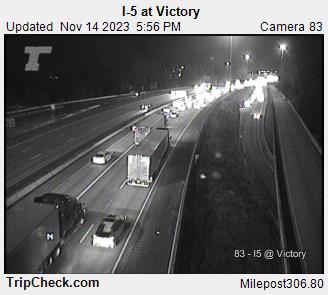 I-5 at Victory
Updated Nov 14 2023 5:56 PM Camera 83
T
N
83 - I5 @ Victory
TripCheck.com Milepost306.80